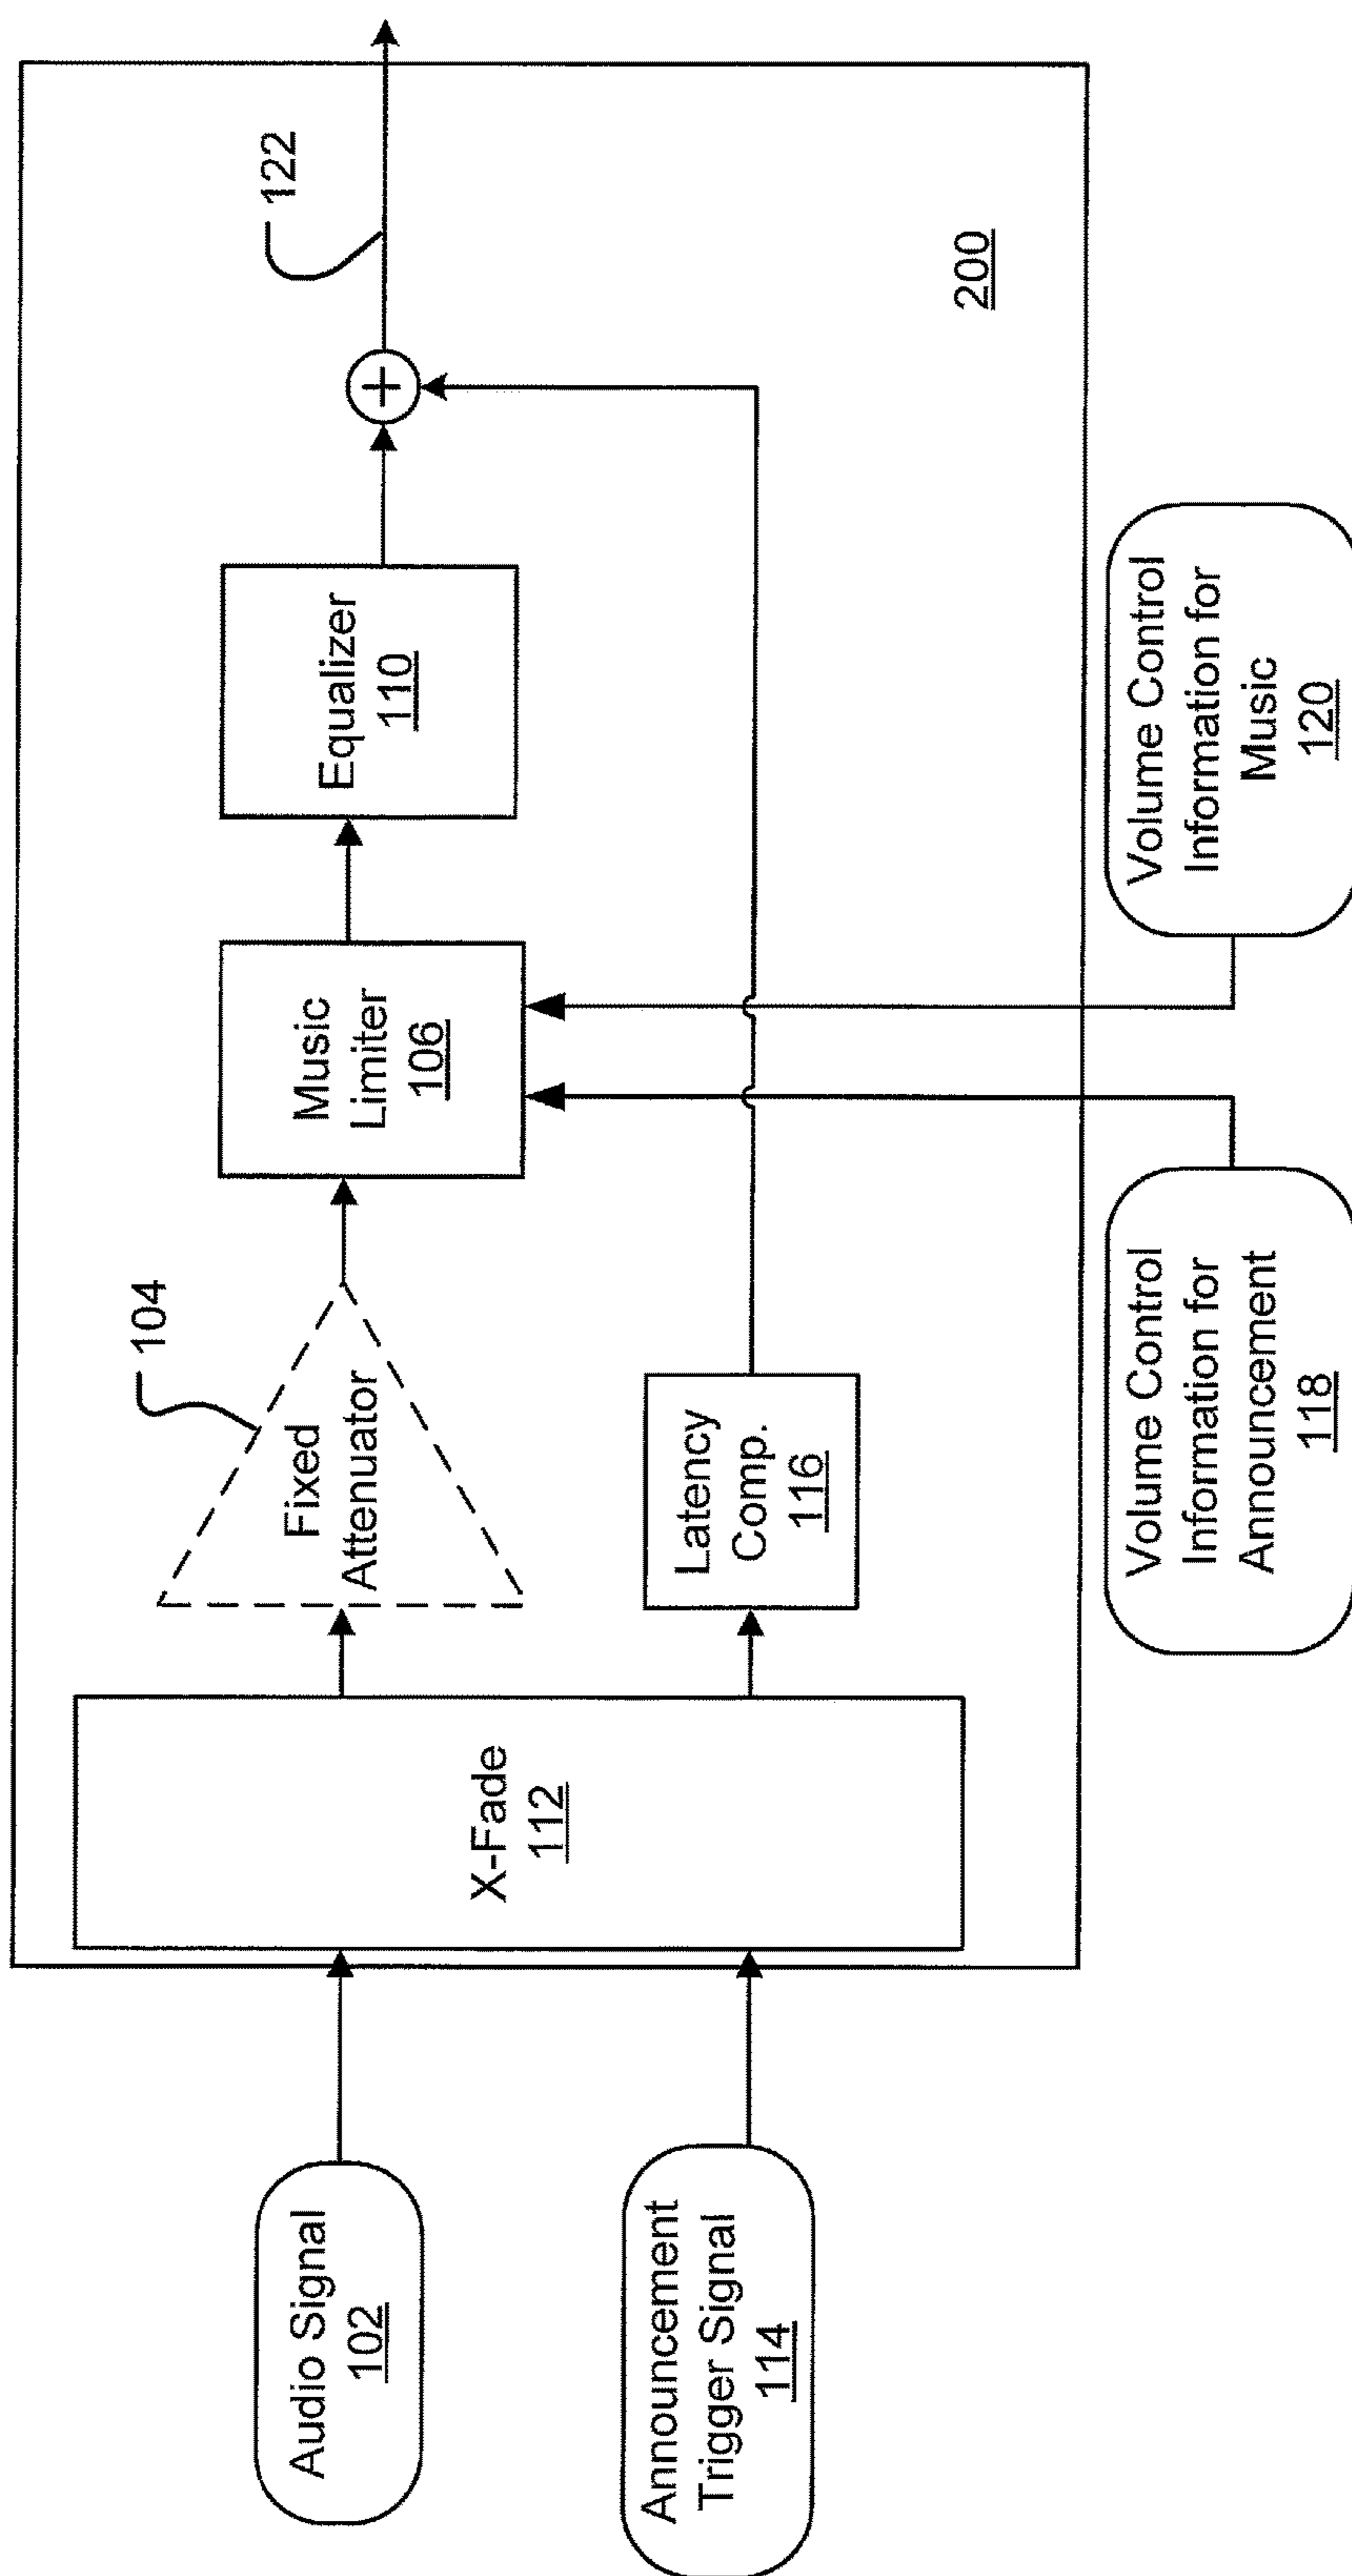 Audio Signal
102
Announcement
Trigger Signal
114
X-Fade
112
104
Fixed
Attenuator
Latency
Comp.
116
Music
Limiter
106
Equalizer
110
+
122
200
Volume Control
Information for
Announcement
118
Volume Control
Information for
Music
120